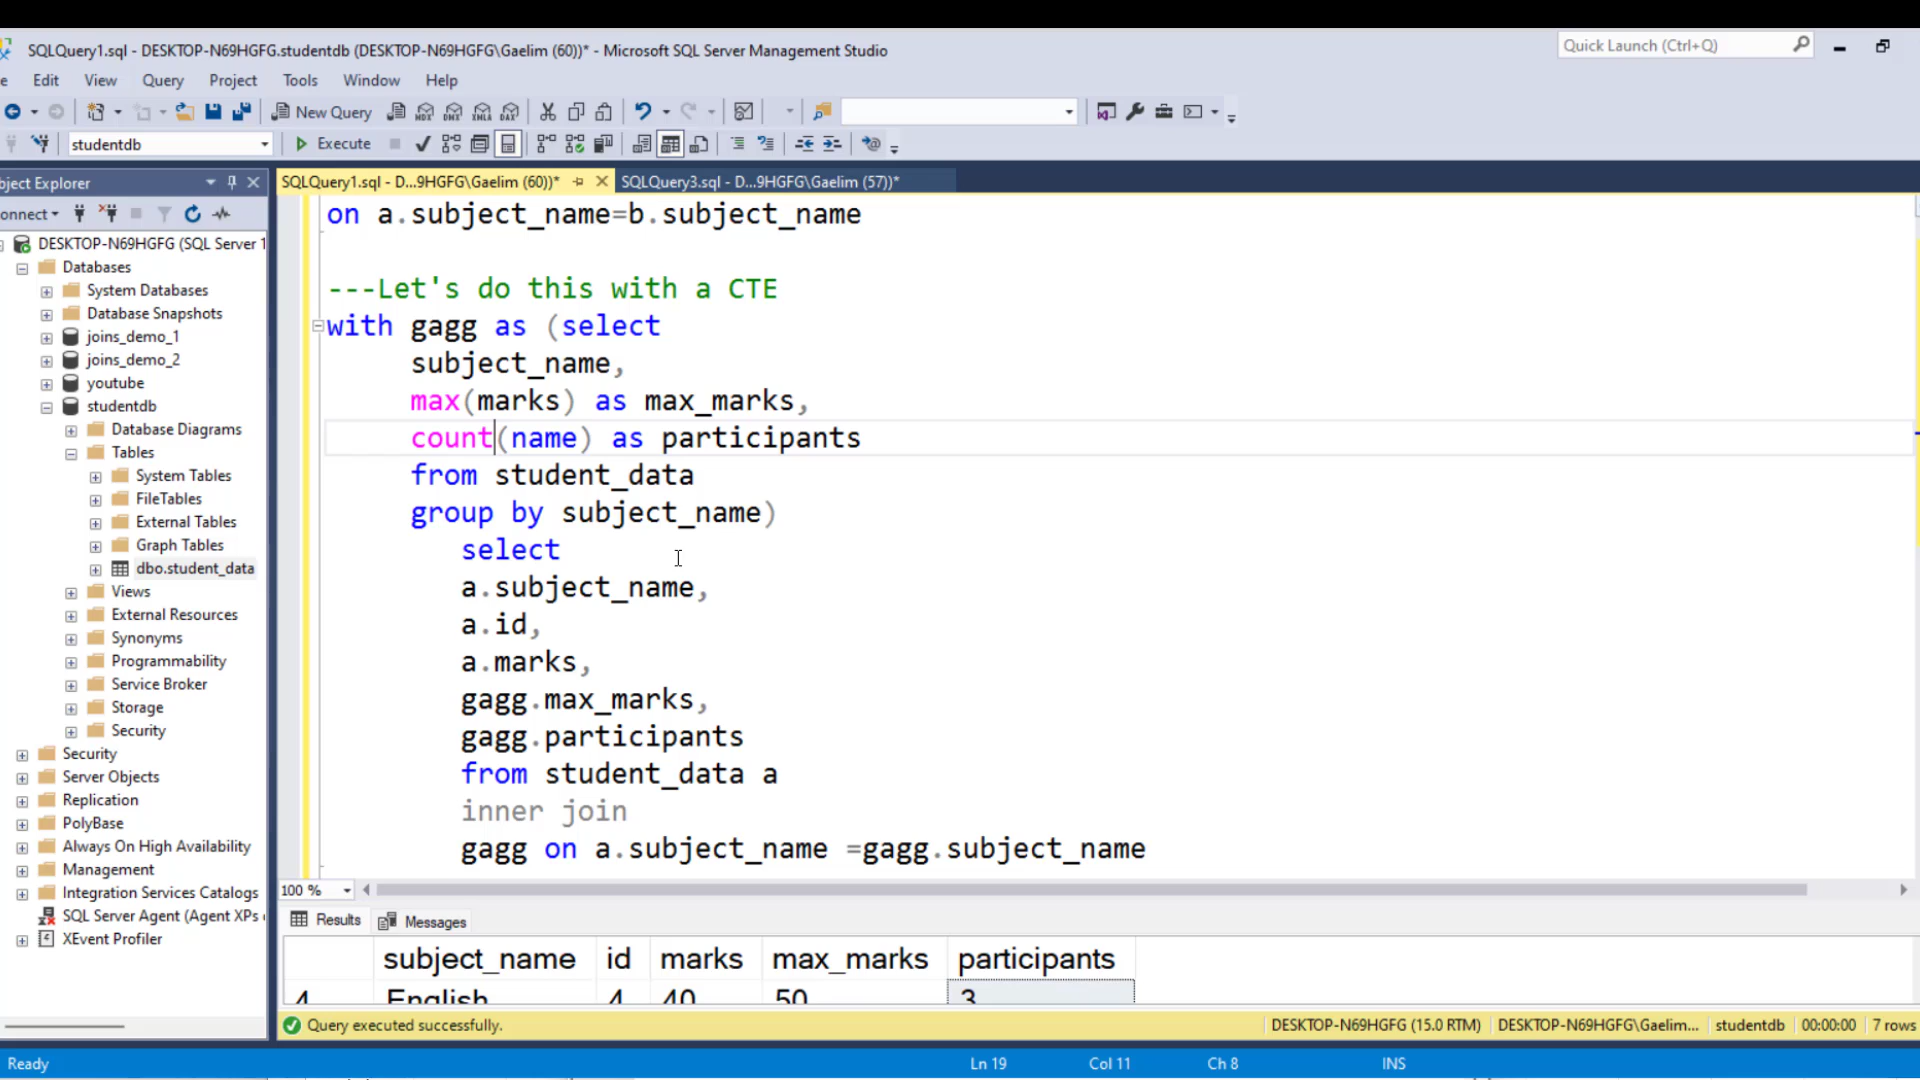 SQLQuery1.sql - DESKTOP-N69HGFG.studentdb (DESKTOP-N69HGFG\Gaelim (60))* - Microsoft SQL Server Management Studio
Quick Launch (Ctrl+Q)
e Edit View Query Project Tools Window Help
New Query
MDX DMX XMLA DAX
studentdb Execute
bject Explorer
SQLQuery1.sql - D...9HGFG\Gaelim (60))* SQLQuery3.sql - D...9HGFG\Gaelim (57))*
onnect
DESKTOP-N69HGFG (SQL Server 1
Databases
System Databases
Database Snapshots
joins_demo_1
joins_demo_2
youtube
studentdb
Database Diagrams
Tables
System Tables
FileTables
External Tables
Graph Tables
dbo.student_data
Views
External Resources
Synonyms
Programmability
Service Broker
Storage
Security
Security
Server Objects
Replication
PolyBase
Always On High Availability
Management
Integration Services Catalogs
SQL Server Agent (Agent XPs
XEvent Profiler
on a.subject_name=b.subject_name
---Let's do this with a CTE
with gagg as (select
subject_name,
max(marks) as max_marks,
count(name) as participants
from student_data
group by subject_name)
select
a.subject_name,
a.id,
a.marks,
gagg.max_marks,
gagg.participants
from student_data a
inner join
gagg on a.subject_name =gagg.subject_name
100 %
Results Messages
subject_name id marks max_marks participants
4 English 4 40 50 3
Query executed successfully. DESKTOP-N69HGFG (15.0 RTM) DESKTOP-N69HGFG\Gaelim... studentdb 00:00:00 7 rows
Ready Ln 19 Col 11 Ch 8 INS